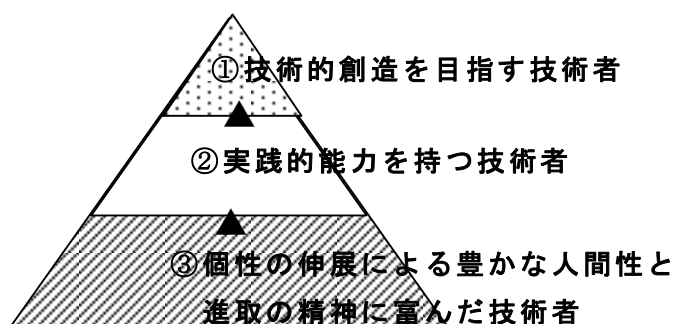 ①技術的創造を目指す技術者
②実践的能力を持つ技術者
③個性の伸展による豊かな人間性と
進取の精神に富んだ技術者